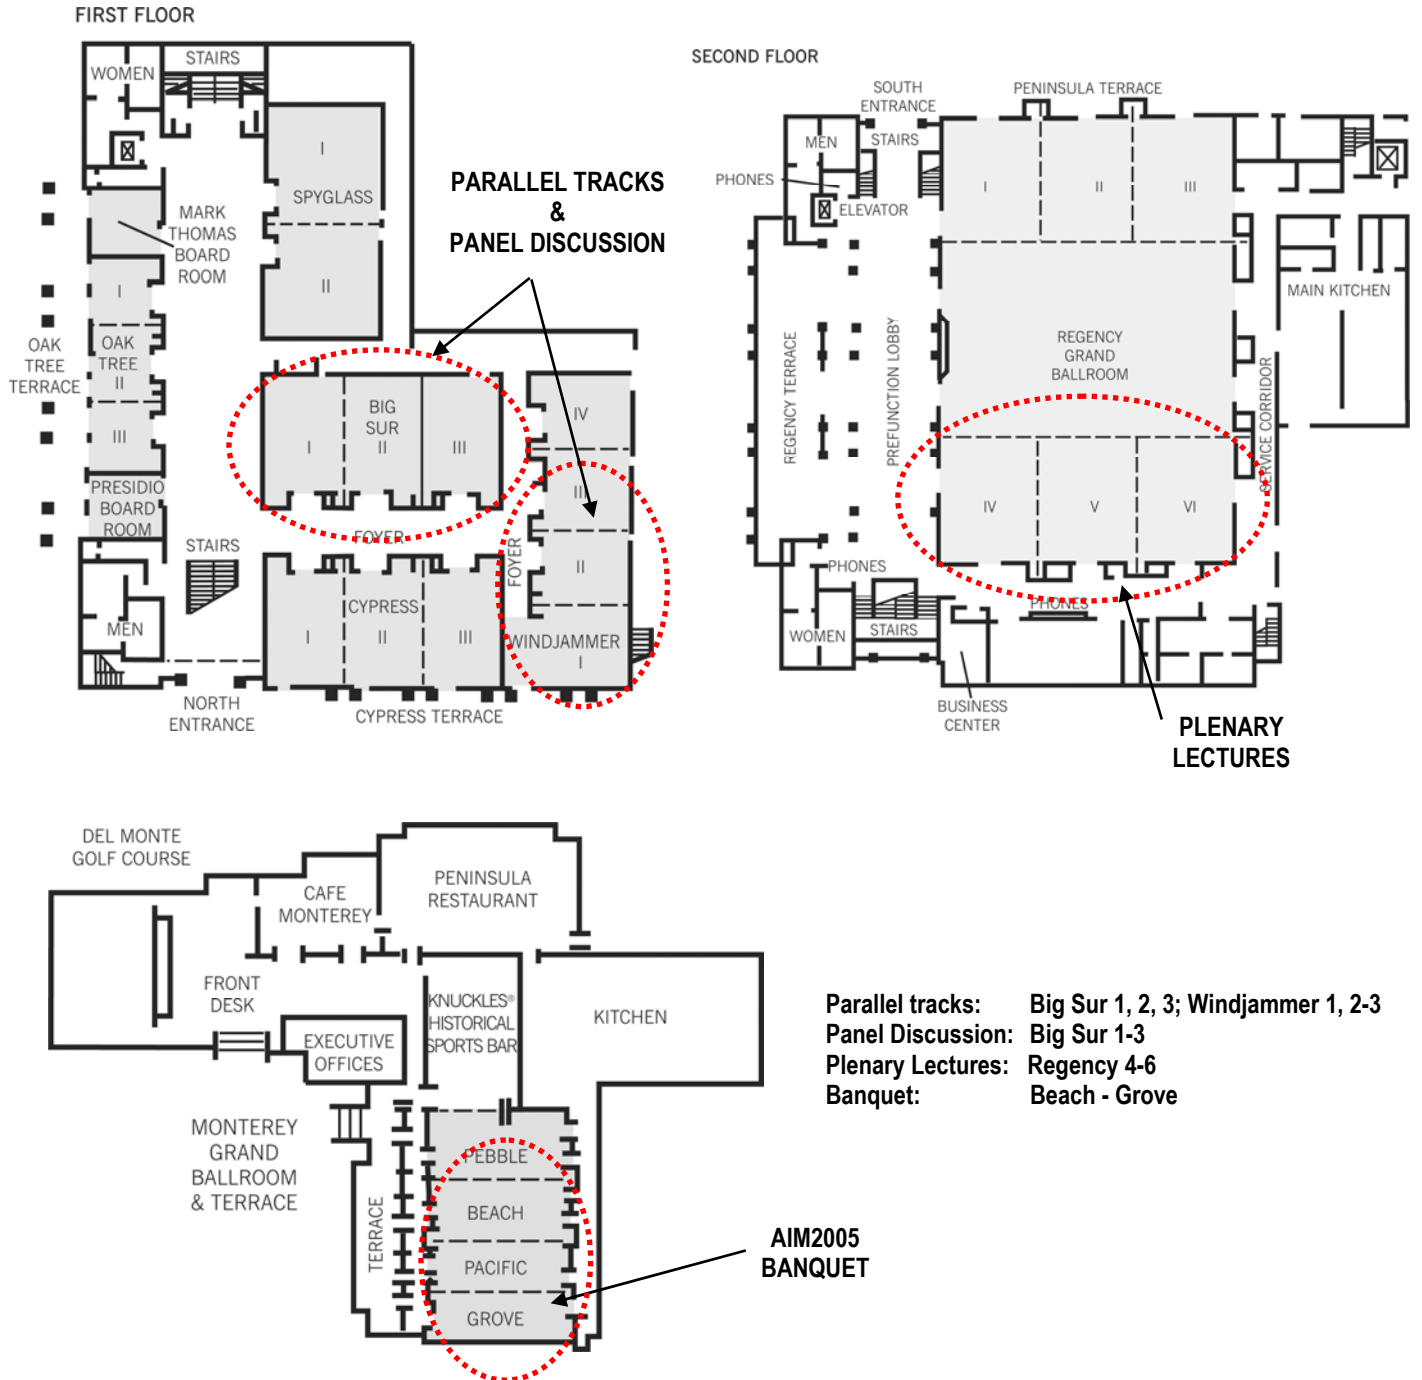 FIRST FLOOR
STAIRS
WOMEN
I
SPYGLASS
II
MARK
THOMAS
BOARD
ROOM
I
OAK
TREE
II
III
OAK
TREE
TERRACE
PRESIDIO
BOARD
ROOM
STAIRS
MEN
NORTH
ENTRANCE
BIG
SUR
I
II
III
FOYER
CYPRESS
I
II
III
CYPRESS TERRACE
FOYER
IV
III
II
WINDJAMMER
I
PARALLEL TRACKS
&
PANEL DISCUSSION
SECOND FLOOR
SOUTH
ENTRANCE
STAIRS
PENINSULA TERRACE
MEN
PHONES
ELEVATOR
I
II
III
REGENCY TERRACE
PREFUNCTION LOBBY
REGENCY
GRAND
BALLROOM
MAIN KITCHEN
SERVICE CORRIDOR
IV
V
VI
PHONES
PHONES
WOMEN
STAIRS
BUSINESS
CENTER
PLENARY
LECTURES
DEL MONTE
GOLF COURSE
CAFE
MONTEREY
PENINSULA
RESTAURANT
FRONT
DESK
KNUCKLES®
HISTORICAL
SPORTS BAR
KITCHEN
EXECUTIVE
OFFICES
MONTEREY
GRAND
BALLROOM
& TERRACE
TERRACE
PEBBLE
BEACH
PACIFIC
GROVE
AIM2005
BANQUET
Parallel tracks: Big Sur 1, 2, 3; Windjammer 1, 2-3
Panel Discussion: Big Sur 1-3
Plenary Lectures: Regency 4-6
Banquet: Beach - Grove